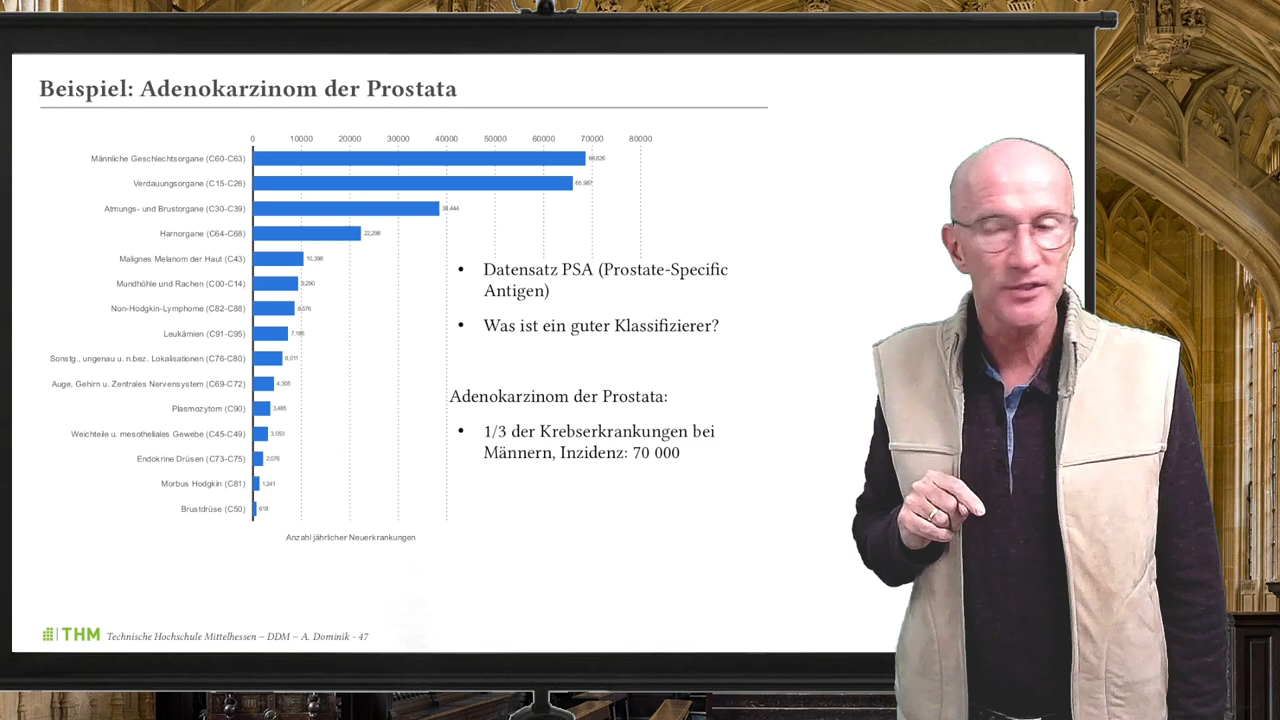 Beispiel: Adenokarzinom der Prostata
0 10000 20000 30000 40000 50000 60000 70000 80000
Männliche Geschlechtsorgane (C60-C63) 68,626
Verdauungsorgane (C15-C26)
Atmungs- und Brustorgane (C30-C39) 38,444
Harnorgane (C64-C68) 22,298
Malignes Melanom der Haut (C43) 10,398
Mundhöhle und Rachen (C00-C14) 9,290
Non-Hodgkin-Lymphome (C82-C88) 8,576
Leukämien (C91-C95)
Sonstg., ungenau u. n.bez. Lokalisationen (C76-C80) 6,011
Auge, Gehirn u. Zentrales Nervensystem (C69-C72) 4,305
Plasmozytom (C90) 3,485
Weichteile u. mesotheliales Gewebe (C45-C49) 3,053
Endokrine Drüsen (C73-C75) 2,076
Morbus Hodgkin (C81) 1,241
Brustdrüse (C50) 618
Anzahl jährlicher Neuerkrankungen
• Datensatz PSA (Prostate-Specific
Antigen)
• Was ist ein guter Klassifizierer?
Adenokarzinom der Prostata:
• 1/3 der Krebserkrankungen bei
Männern, Inzidenz: 70 000
THM Technische Hochschule Mittelhessen – DDM – A. Dominik - 47